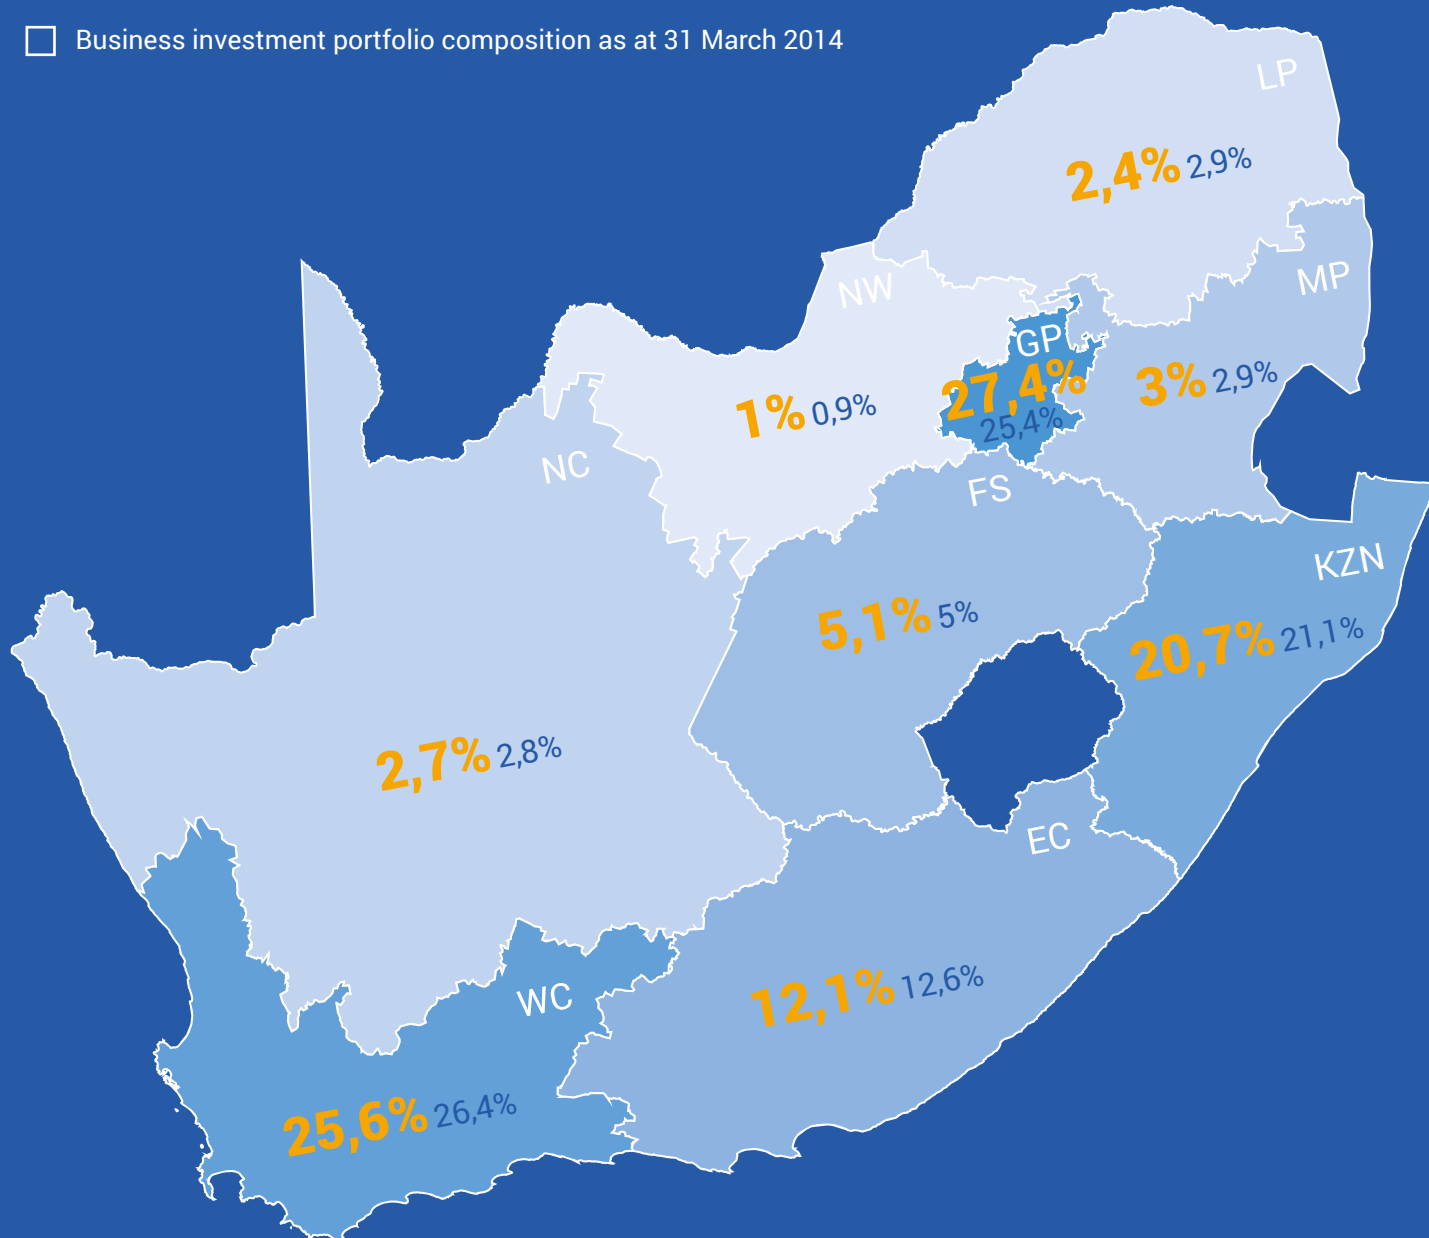 Business investment portfolio composition as at 31 March 2014
LP
2,4% 2,9%
MP
NW
GP
27,4%
25,4%
3% 2,9%
1% 0,9%
NC
FS
KZN
5,1% 5%
20,7% 21,1%
2,7% 2,8%
EC
12,1% 12,6%
WC
25,6% 26,4%